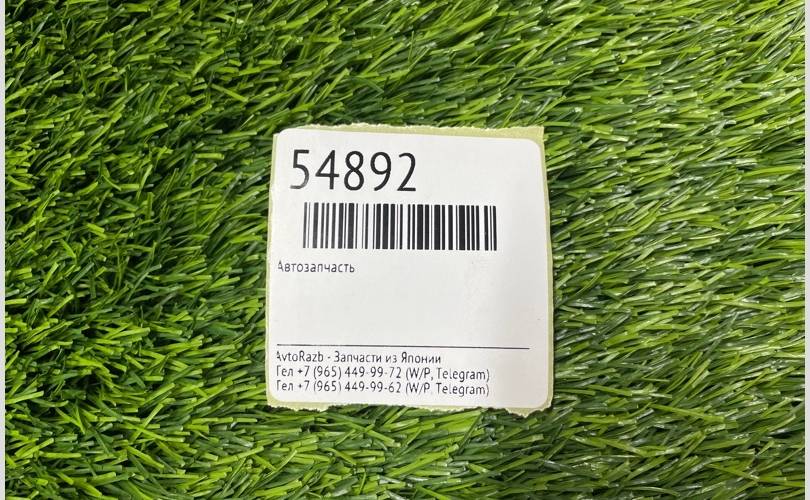 54892
Автозапчасть
AvtoRazb - Запчасти из Японии
Тел +7 (965) 449-99-72 (W/P, Telegram)
Тел +7 (965) 449-99-62 (W/P, Telegram)